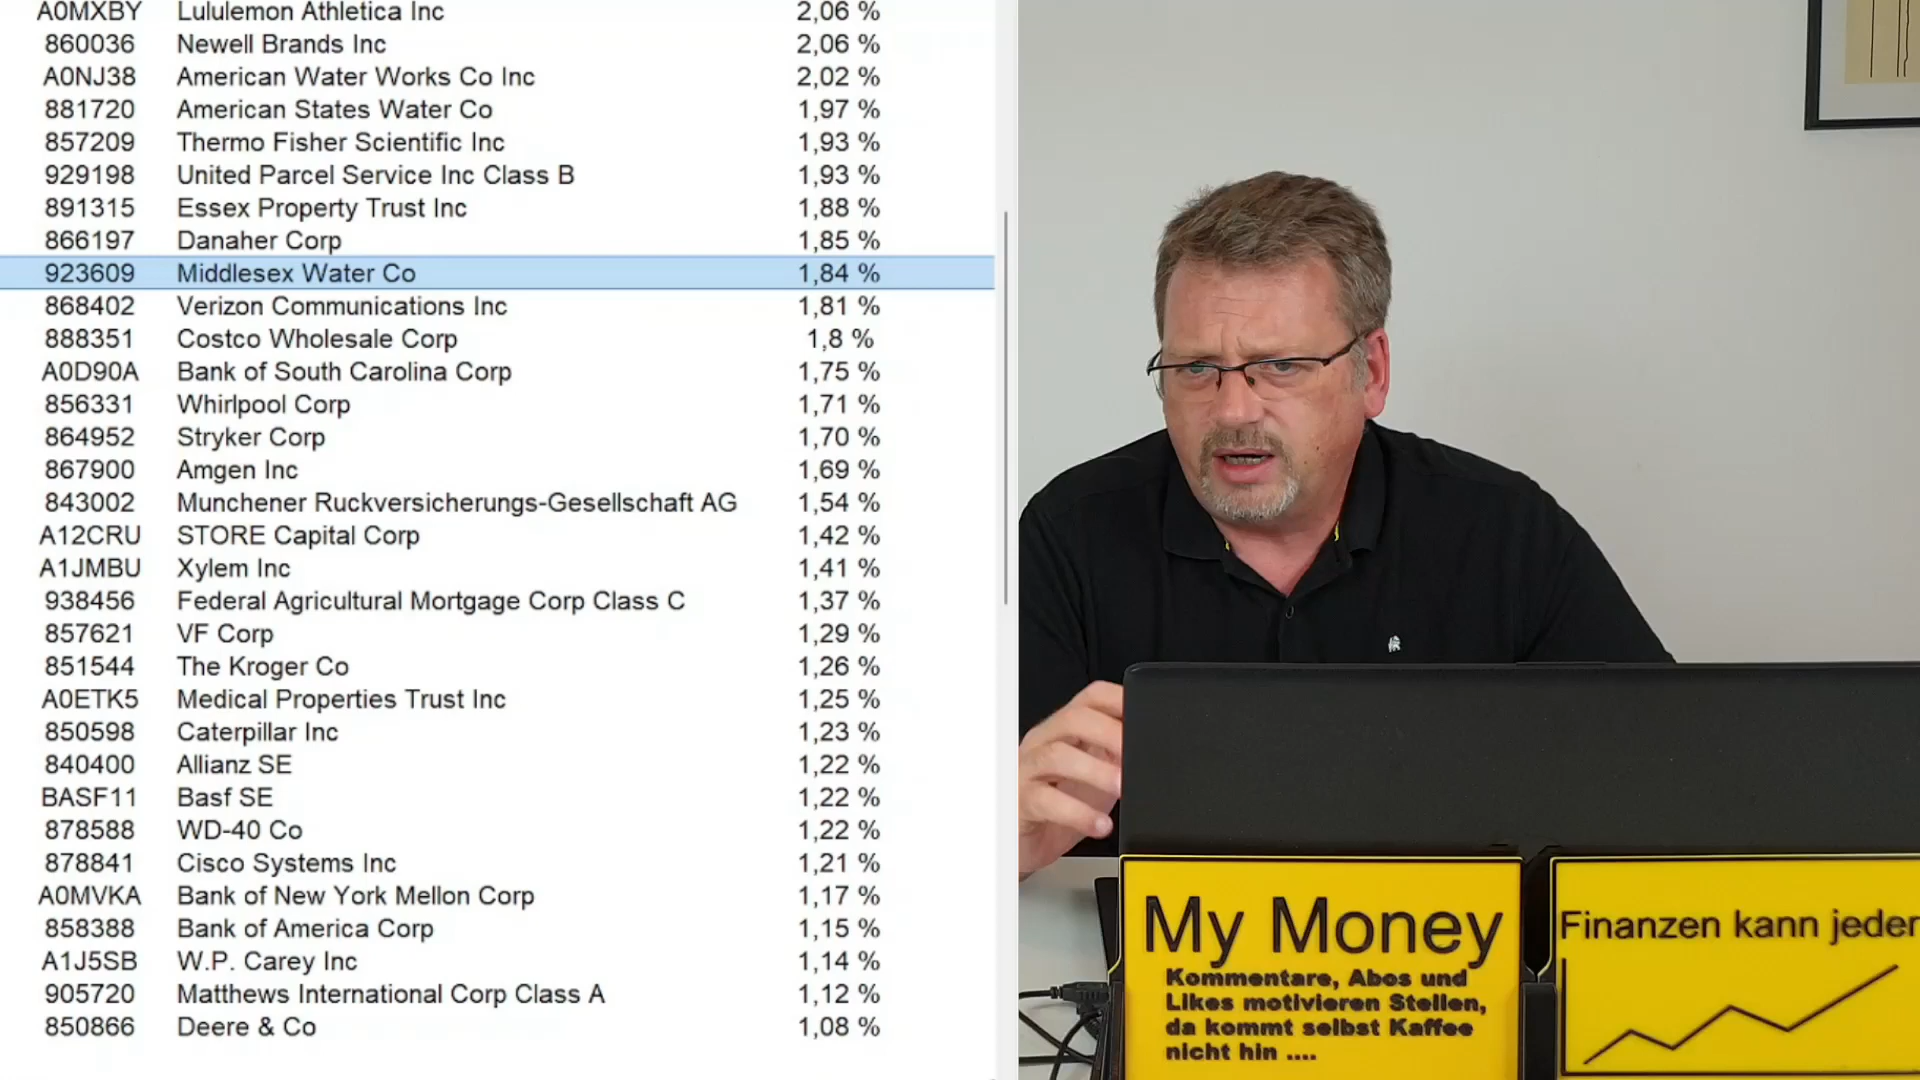 A0MXBY Lululemon Athletica Inc 2,06 %
860036 Newell Brands Inc 2,06 %
A0NJ38 American Water Works Co Inc 2,02 %
881720 American States Water Co 1,97 %
857209 Thermo Fisher Scientific Inc 1,93 %
929198 United Parcel Service Inc Class B 1,93 %
891315 Essex Property Trust Inc 1,88 %
866197 Danaher Corp 1,85 %
923609 Middlesex Water Co 1,84 %
868402 Verizon Communications Inc 1,81 %
888351 Costco Wholesale Corp 1,8 %
A0D90A Bank of South Carolina Corp 1,75 %
856331 Whirlpool Corp 1,71 %
864952 Stryker Corp 1,70 %
867900 Amgen Inc 1,69 %
843002 Munchener Ruckversicherungs-Gesellschaft AG 1,54 %
A12CRU STORE Capital Corp 1,42 %
A1JMBU Xylem Inc 1,41 %
938456 Federal Agricultural Mortgage Corp Class C 1,37 %
857621 VF Corp 1,29 %
851544 The Kroger Co 1,26 %
A0ETK5 Medical Properties Trust Inc 1,25 %
850598 Caterpillar Inc 1,23 %
840400 Allianz SE 1,22 %
BASF11 Basf SE 1,22 %
878588 WD-40 Co 1,22 %
878841 Cisco Systems Inc 1,21 %
A0MVKA Bank of New York Mellon Corp 1,17 %
858388 Bank of America Corp 1,15 %
A1J5SB W.P. Carey Inc 1,14 %
905720 Matthews International Corp Class A 1,12 %
850866 Deere & Co 1,08 %
My Money
Kommentare, Abos und
Likes motivieren Stellen,
da kommt selbst Kaffee
nicht hin ....
Finanzen kann jeder